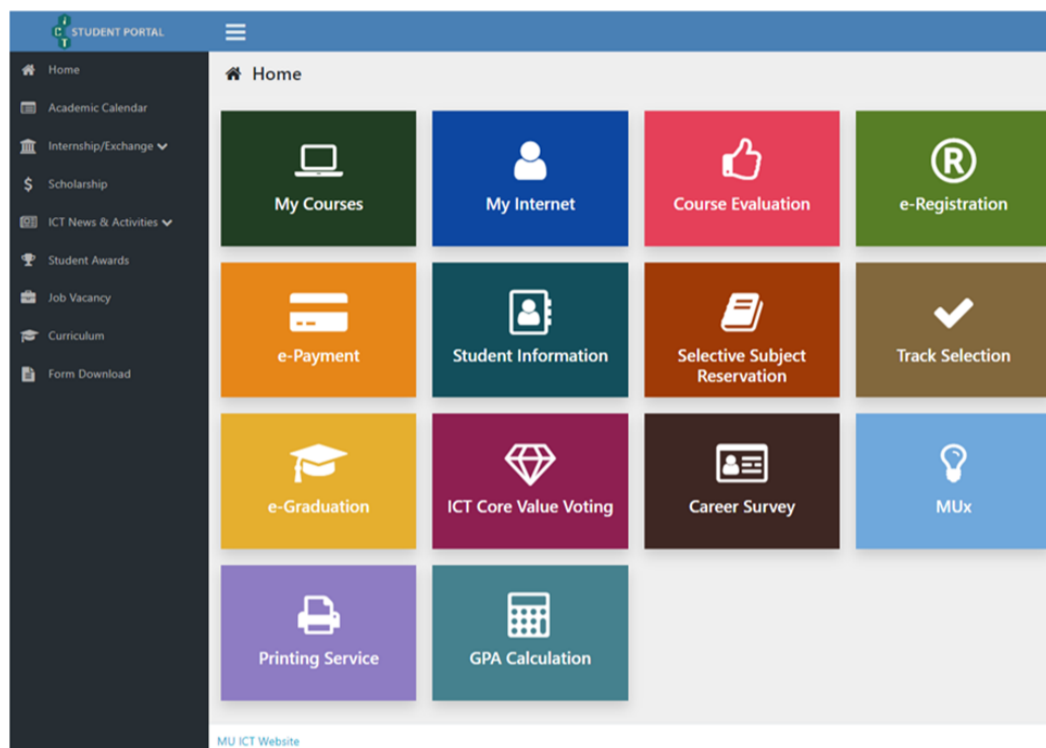 iCT STUDENT PORTAL
Home
Academic Calendar
Internship/Exchange
$ Scholarship
ICT News & Activities
Student Awards
Job Vacancy
Curriculum
Form Download
Home
My Courses
My Internet
Course Evaluation
®
e-Registration
e-Payment
Student Information
Selective Subject
Reservation
Track Selection
e-Graduation
ICT Core Value Voting
Career Survey
MUx
Printing Service
GPA Calculation
MU ICT Website